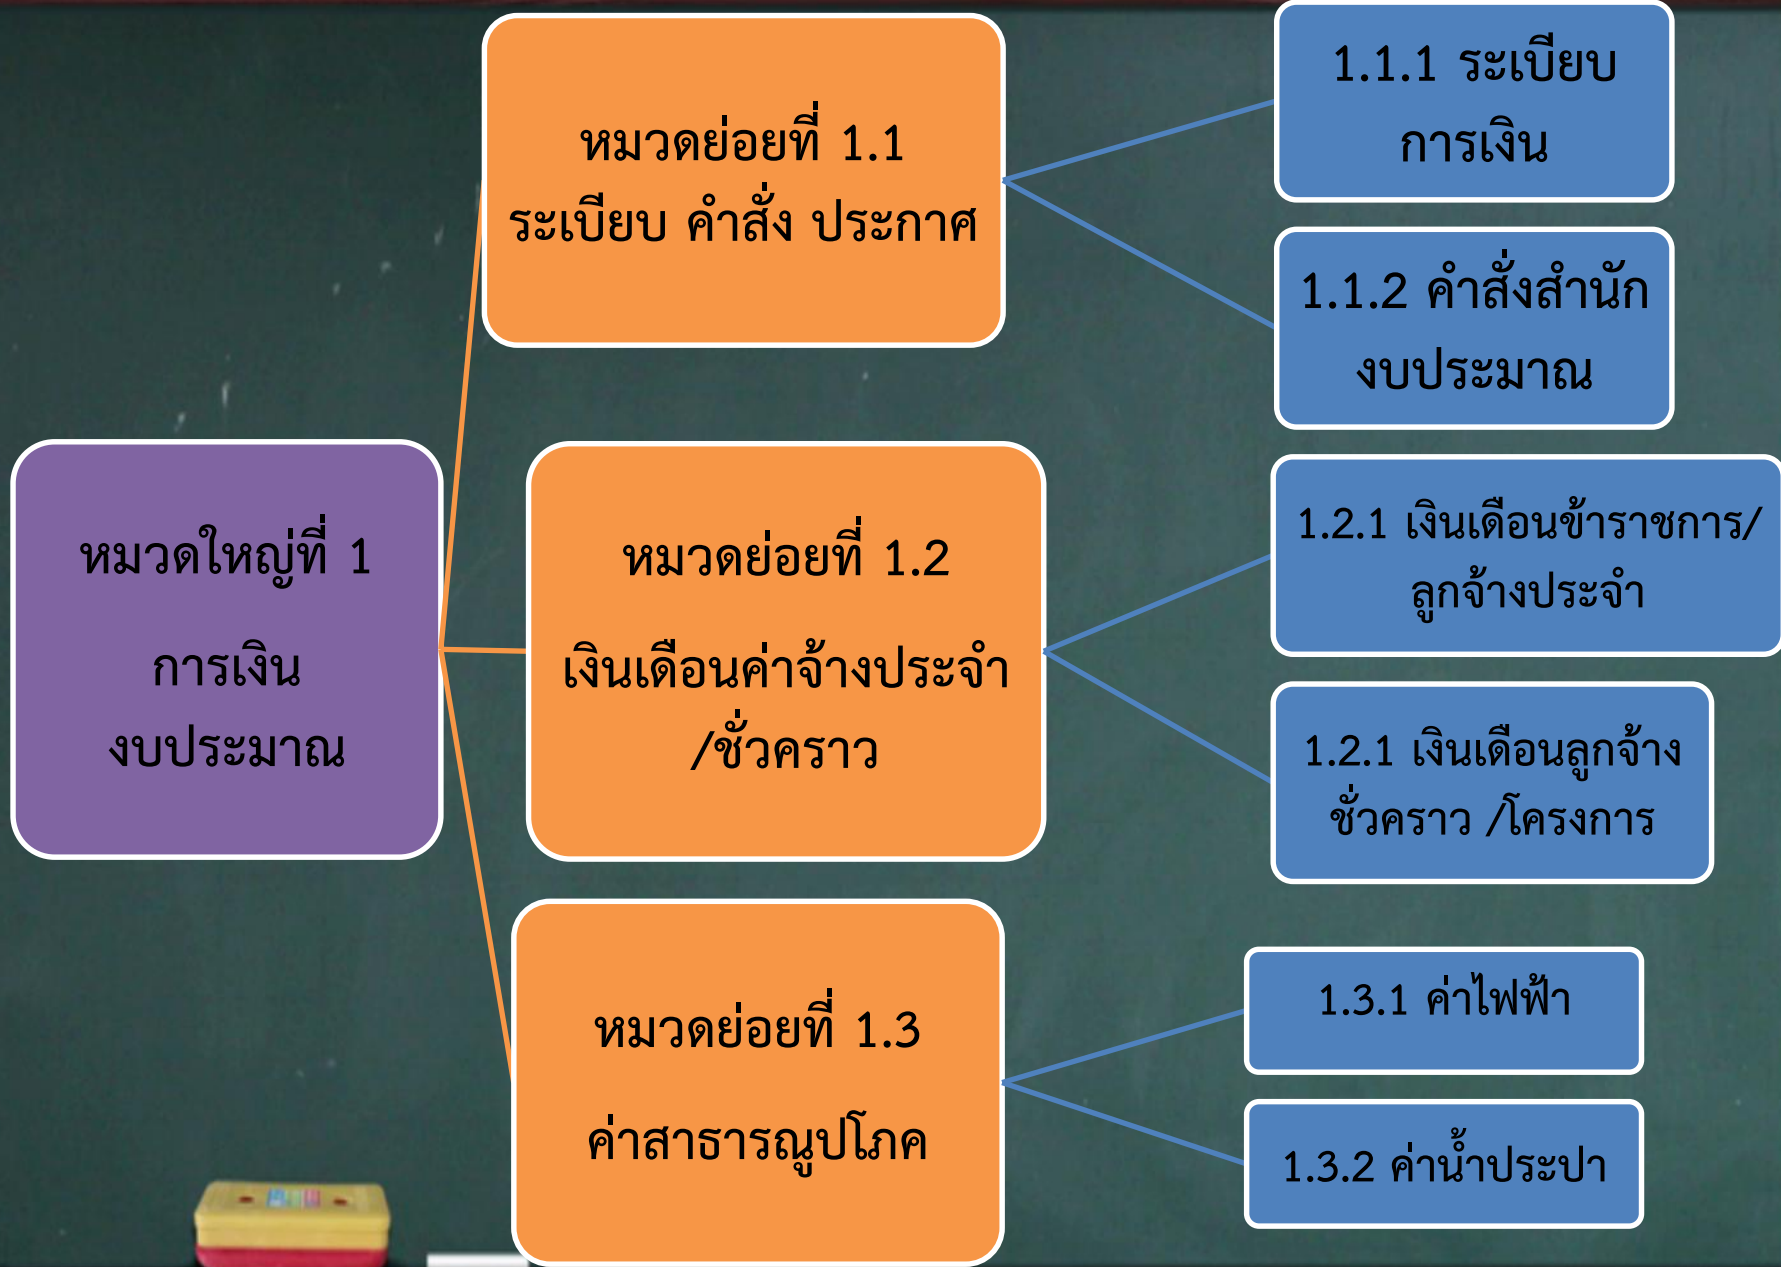 หมวดใหญ่ที่ 1
การเงิน
งบประมาณ
หมวดย่อยที่ 1.1
ระเบียบ คำสั่ง ประกาศ
1.1.1 ระเบียบ
การเงิน
1.1.2 คำสั่งสำนัก
งบประมาณ
หมวดย่อยที่ 1.2
เงินเดือนค่าจ้างประจำ
/ชั่วคราว
1.2.1 เงินเดือนข้าราชการ/
ลูกจ้างประจำ
1.2.1 เงินเดือนลูกจ้าง
ชั่วคราว /โครงการ
หมวดย่อยที่ 1.3
ค่าสาธารณูปโภค
1.3.1 ค่าไฟฟ้า
1.3.2 ค่าน้ำประปา